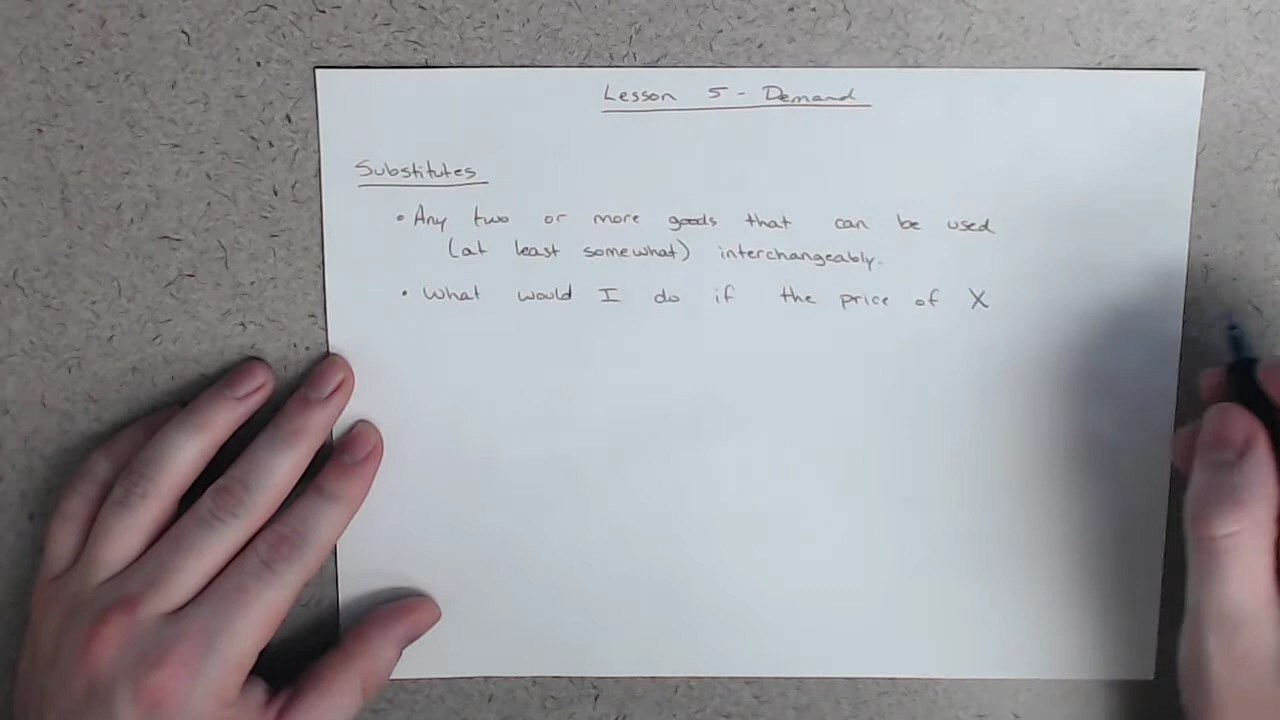 Lesson 5 - Demand
Substitutes
• Any two or more goods that can be used
(at least somewhat) interchangeably.
• What would I do if the price of X